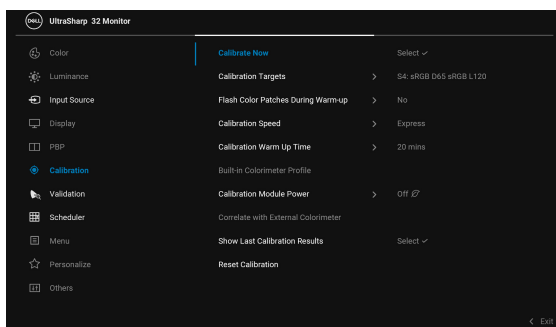 DELL UltraSharp 32 Monitor
Color
Luminance
Input Source
Display
PBP
Calibration
Validation
Scheduler
Menu
Personalize
Others
Calibrate Now Select ✓
Calibration Targets > S4: sRGB D65 sRGB L120
Flash Color Patches During Warm-up > No
Calibration Speed > Express
Calibration Warm Up Time > 20 mins
Built-in Colorimeter Profile
Calibration Module Power > Off
Correlate with External Colorimeter
Show Last Calibration Results Select ✓
Reset Calibration
< Exit